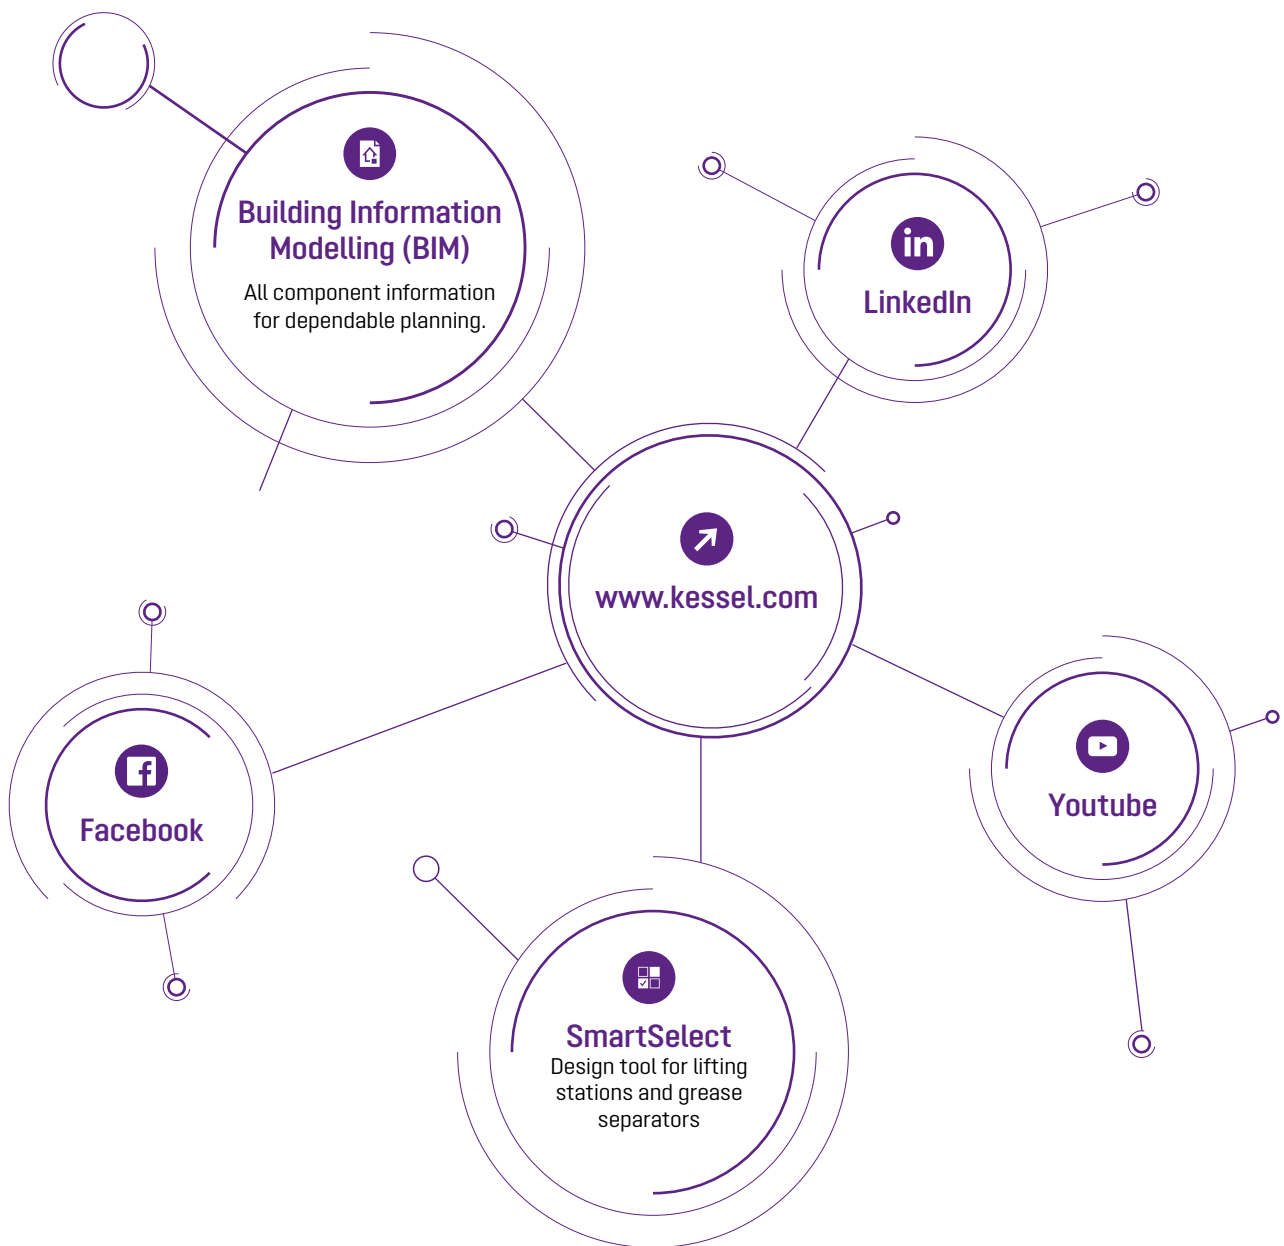 Building Information
Modelling (BIM)
All component information
for dependable planning.
in
LinkedIn
www.kessel.com
f
Facebook
Youtube
SmartSelect
Design tool for lifting
stations and grease
separators